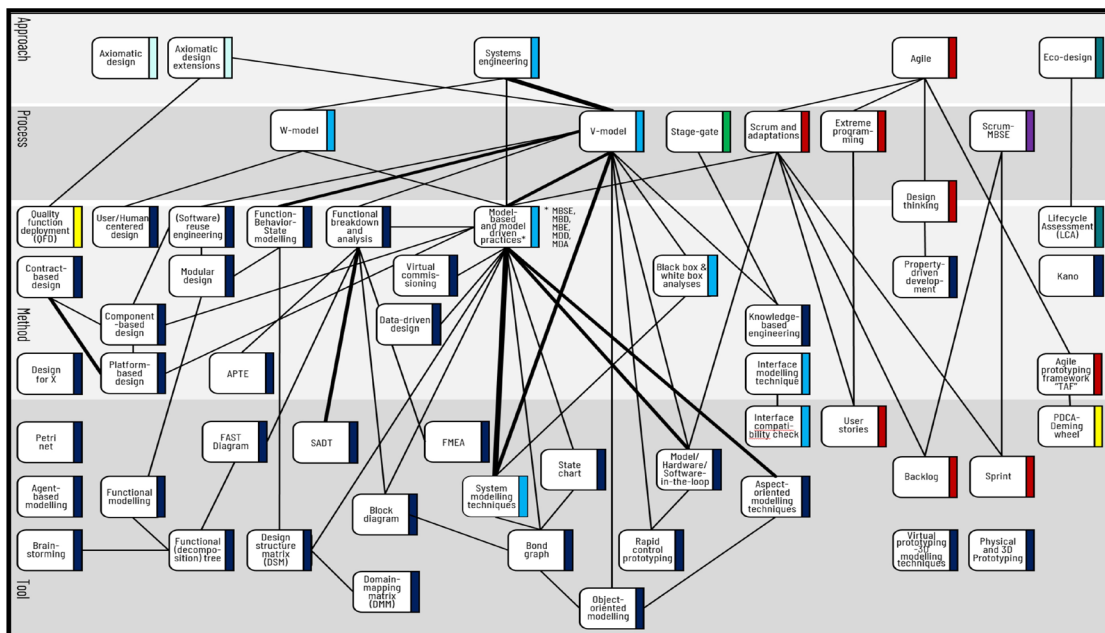 Approach
Axiomatic
design
Axiomatic
design
extensions
Systems
engineering
Agile
Eco-design
Process
W-model
V-model
Stage-gate
Scrum and
adaptations
Extreme
program-
ming
Scrum-
MBSE
Design
thinking
Method
Quality
function
deployment
(QFD)
User/Human
centered
design
(Software)
reuse
engineering
Function-
Behavior-
State
modelling
Functional
breakdown
and
analysis
Model-
based
and model
driven
practices*
* MBSE,
MBD,
MBE,
MDD,
MDA
Lifecycle
Assessment
(LCA)
Contract-
based
design
Modular
design
Virtual
commis-
sioning
Black box &
white box
analyses
Property-
driven
develop-
ment
Kano
Component
-based
design
Data-driven
design
Knowledge-
based
engineering
Design
for X
Platform-
based
design
APTE
Interface
modelling
technique
Agile
prototyping
framework
"TAF"
Tool
Petri
net
FAST
Diagram
SADT
FMEA
Interface
compati-
bility check
User
stories
PDCA-
Deming
wheel
Agent-
based
modelling
Functional
modelling
Block
diagram
System
modelling
techniques
State
chart
Model/
Hardware/
Software-
in-the-loop
Aspect-
oriented
modelling
techniques
Backlog
Sprint
Brain-
storming
Functional
(decompo-
sition) tree
Design
structure
matrix
(DSM)
Bond
graph
Rapid
control
prototyping
Virtual
prototyping
-3D
modelling
techniques
Physical
and 3D
Prototyping
Domain-
mapping
matrix
(DMM)
Object-
oriented
modelling